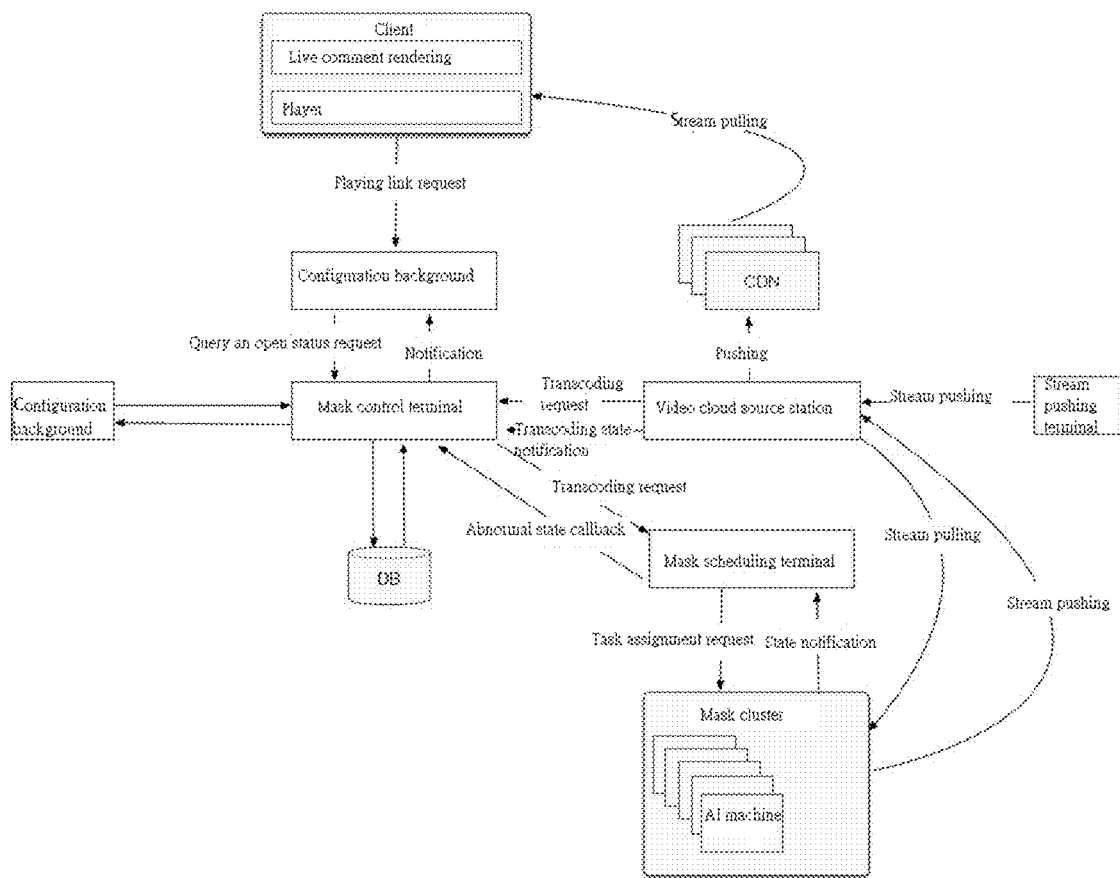 Client
Live comment rendering
Player
Stream pulling
Playing link request
Configuration background
CDN
Query an open status request
Notification
Pushing
Configuration
background
Mask control terminal
Transcoding
request
Video cloud source station
Stream pushing
Stream
pushing
terminal
Transcoding state
notification
Transcoding request
Abnormal state callback
Stream pulling
DB
Mask scheduling terminal
Stream pushing
Task assignment request
State notification
Mask cluster
AI machine